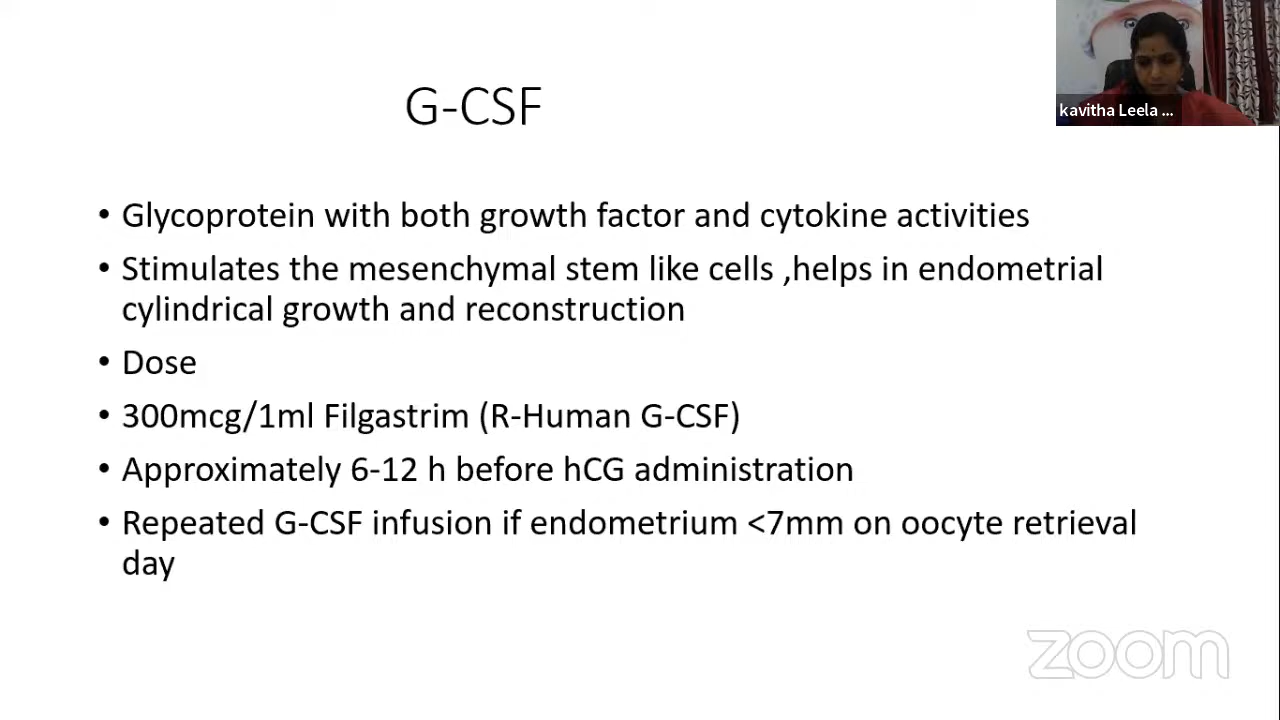 G-CSF
kavitha Leela ...
• Glycoprotein with both growth factor and cytokine activities
• Stimulates the mesenchymal stem like cells ,helps in endometrial
cylindrical growth and reconstruction
• Dose
• 300mcg/1ml Filgastrim (R-Human G-CSF)
• Approximately 6-12 h before hCG administration
• Repeated G-CSF infusion if endometrium <7mm on oocyte retrieval
day
zoom